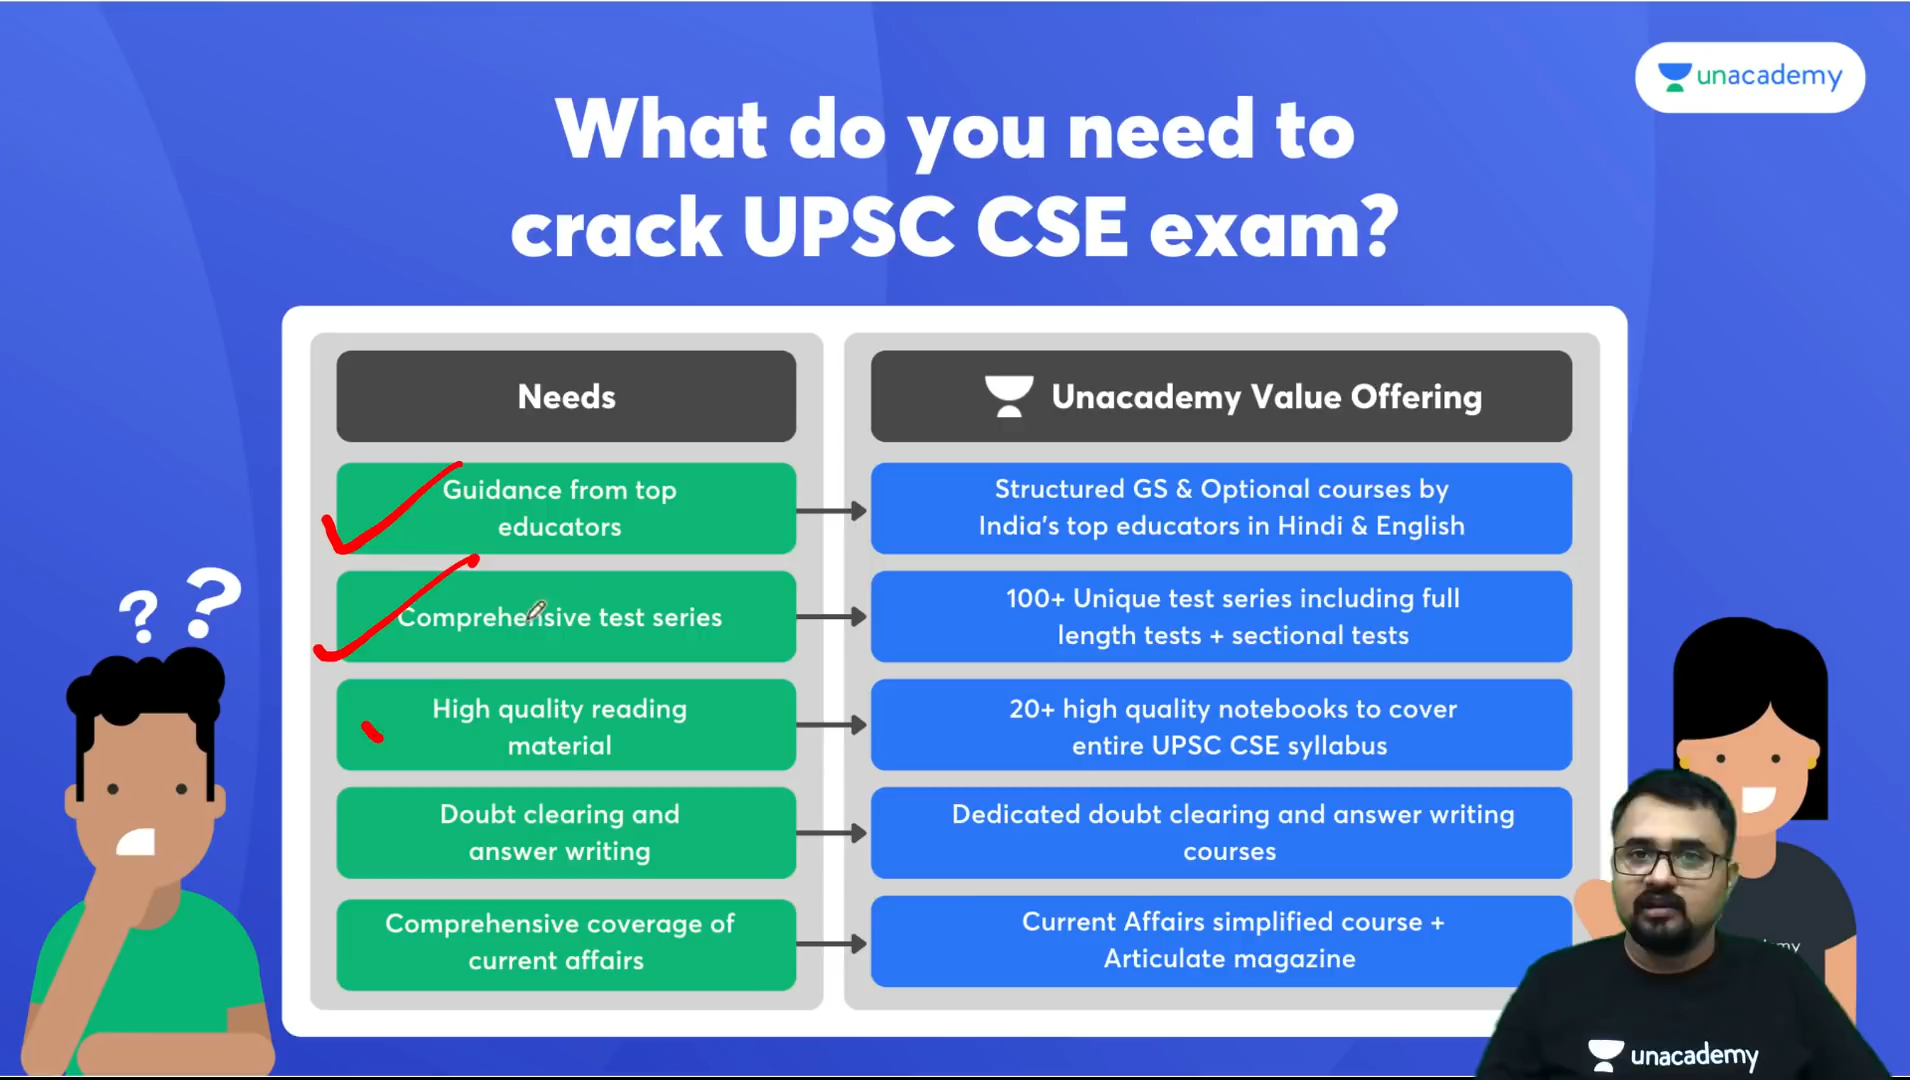 unacademy
What do you need to
crack UPSC CSE exam?
Needs
Unacademy Value Offering
Guidance from top
educators
Structured GS & Optional courses by
India's top educators in Hindi & English
Comprehensive test series
100+ Unique test series including full
length tests + sectional tests
? ?
High quality reading
material
20+ high quality notebooks to cover
entire UPSC CSE syllabus
Doubt clearing and
answer writing
Dedicated doubt clearing and answer writing
courses
Comprehensive coverage of
current affairs
Current Affairs simplified course +
Articulate magazine
unacademy